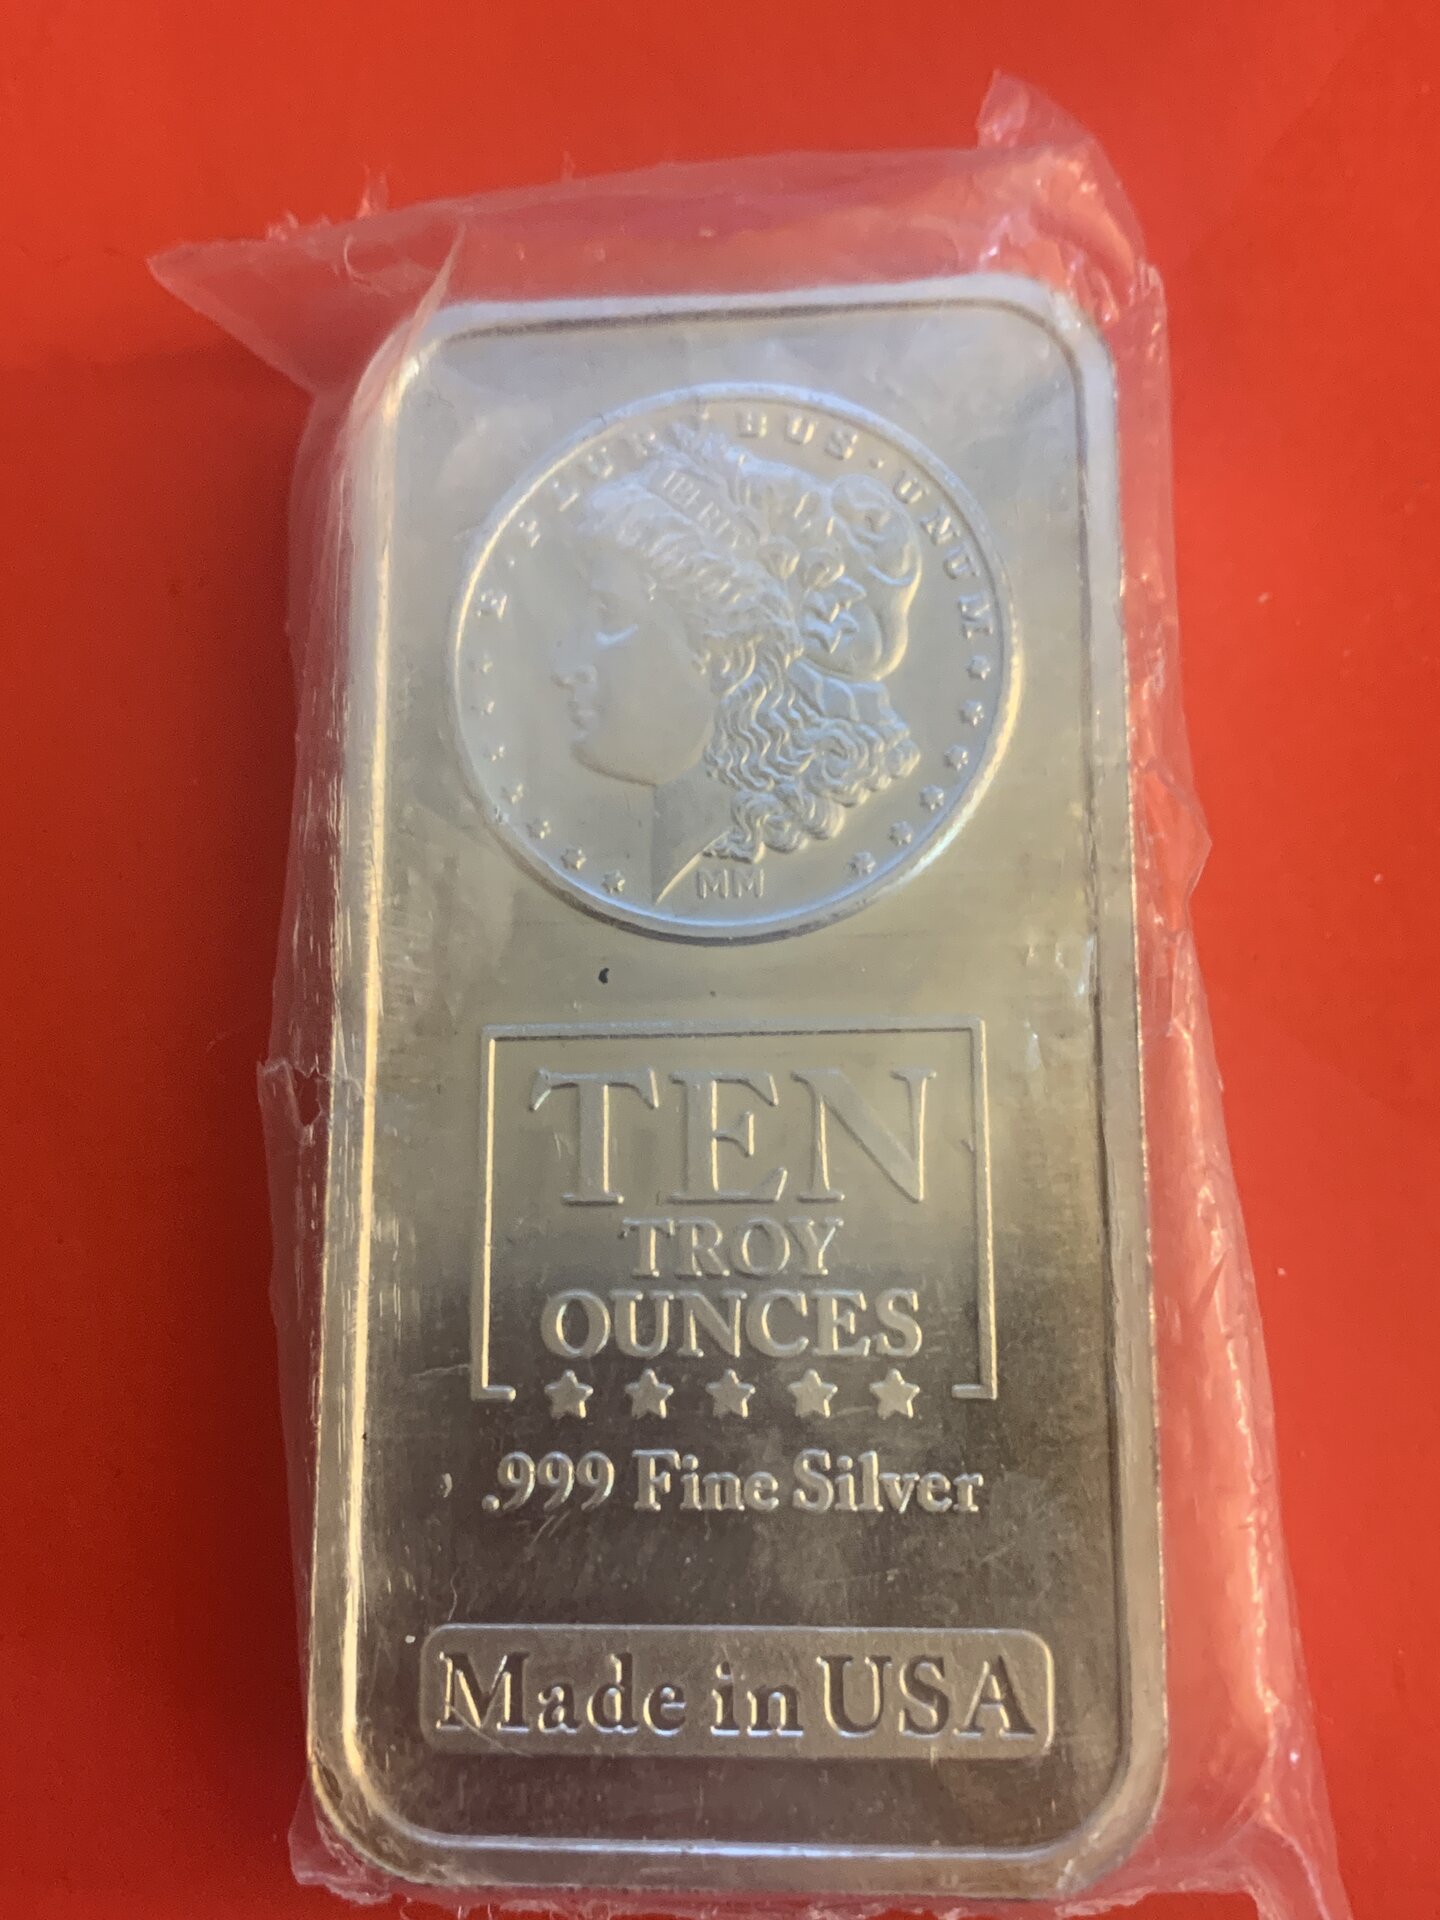 E · PLURIBUS · UNUM
LIBERTY
MM
TEN
TROY
OUNCES
.999 Fine Silver
Made in USA